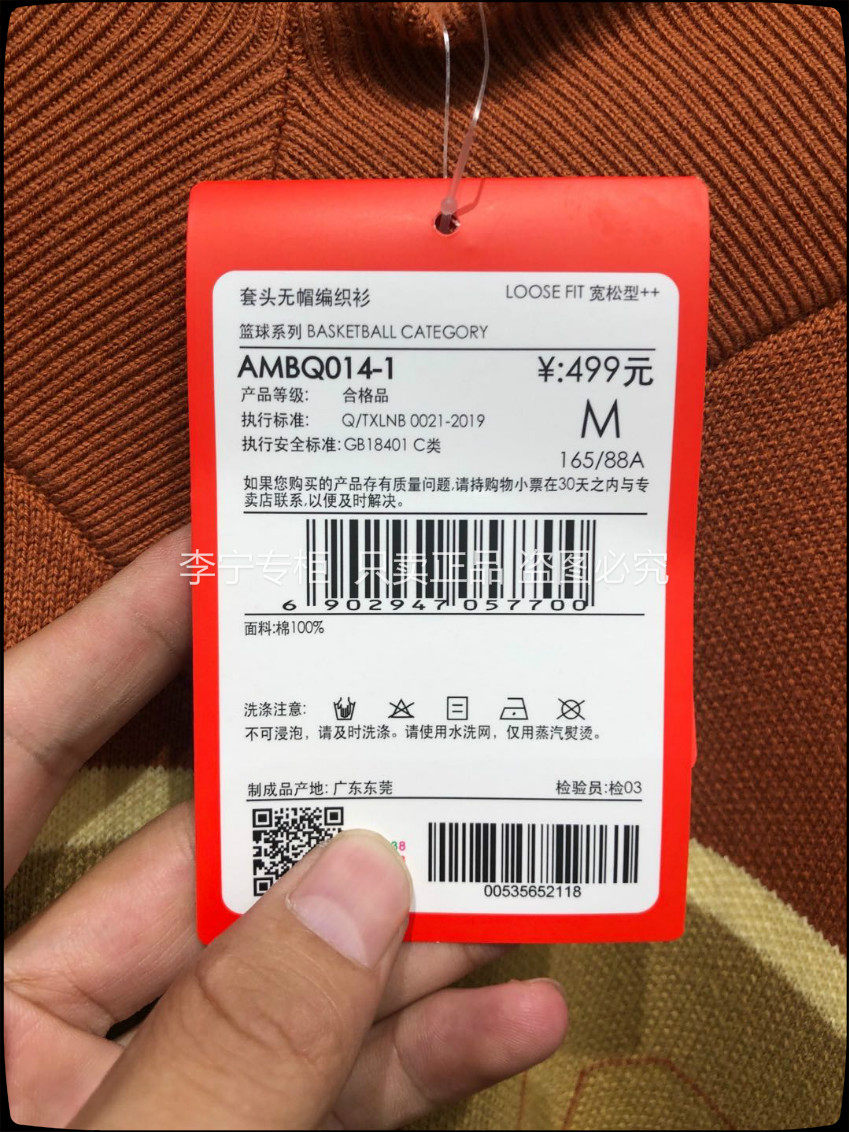 套头无帽编织衫
LOOSE FIT 宽松型++
篮球系列 BASKETBALL CATEGORY
AMBQ014-1
¥:499元
产品等级: 合格品
执行标准: Q/TXLNB 0021-2019
M
执行安全标准:GB18401 C类
165/88A
如果您购买的产品存有质量问题,请持购物小票在30天之内与专
卖店联系,以便及时解决。
李宁专柜 只卖正品 盗图必究
6 902947 057700
面料:棉100%
洗涤注意:
不可浸泡，请及时洗涤。请使用水洗网，仅用蒸汽熨烫。
制成品产地: 广东东莞
检验员:检03
00535652118